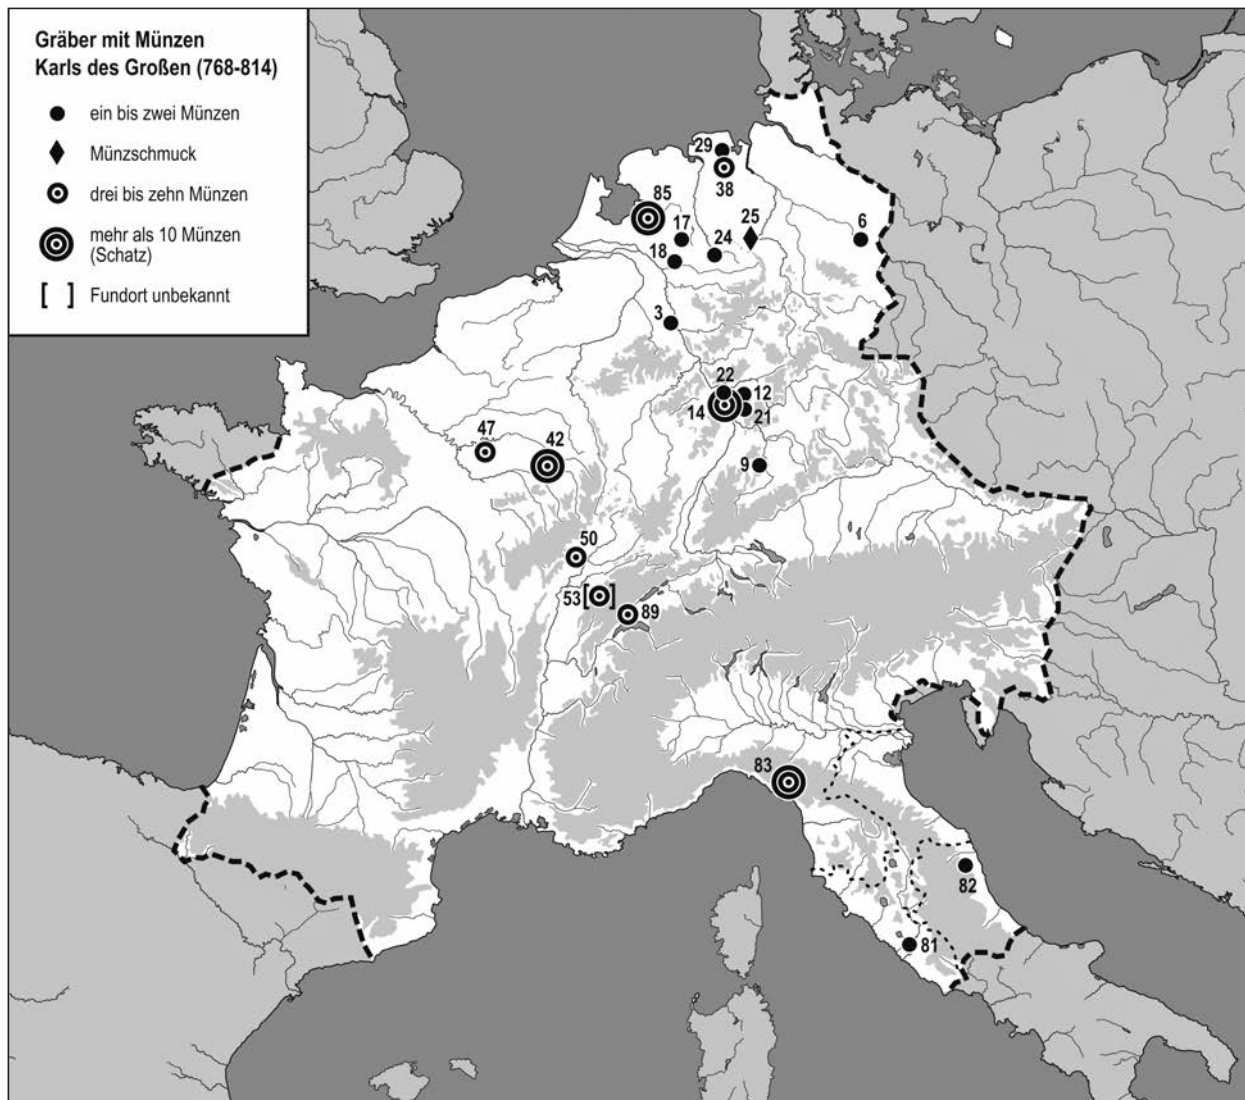 Gräber mit Münzen
Karls des Großen (768-814)
ein bis zwei Münzen
Münzschmuck
drei bis zehn Münzen
mehr als 10 Münzen
(Schatz)
[ ] Fundort unbekannt
29
38
85
17
25
6
18
24
3
22
12
14
21
47
42
9
50
53 [ ]
89
83
82
81